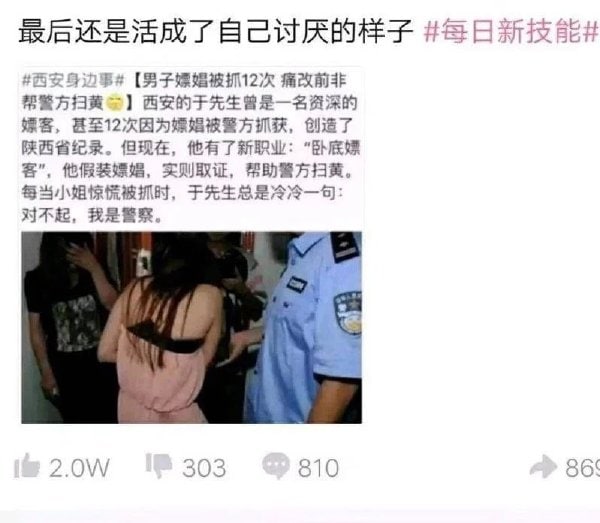 最后还是活成了自己讨厌的样子 #每日新技能#
#西安身边事#【男子嫖娼被抓12次 痛改前非
帮警方扫黄】西安的于先生曾是一名资深的
嫖客，甚至12次因为嫖娼被警方抓获，创造了
陕西省纪录。但现在，他有了新职业：“卧底嫖
客”，他假装嫖娼，实则取证，帮助警方扫黄。
每当小姐惊慌被抓时，于先生总是冷冷一句：
对不起，我是警察。
2.0W 303 810